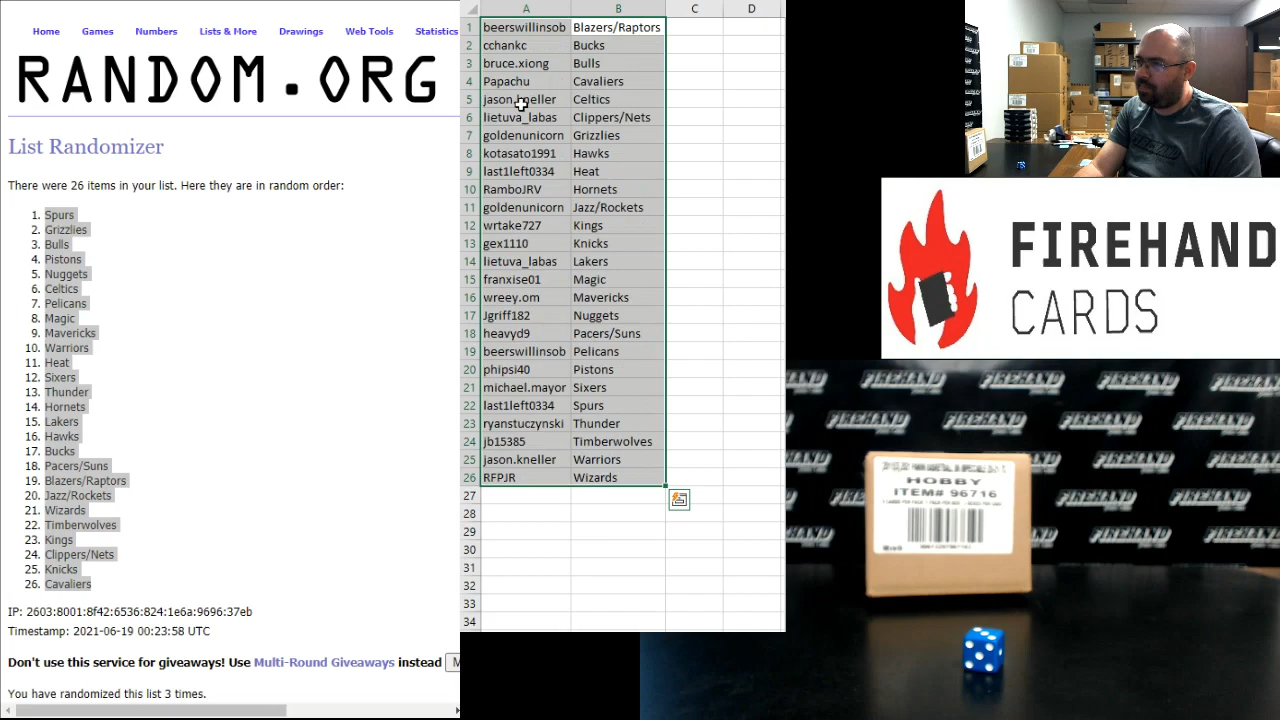 Home Games Numbers Lists & More Drawings Web Tools Statistics
RANDOM.ORG
List Randomizer
There were 26 items in your list. Here they are in random order:
1. Spurs
2. Grizzlies
3. Bulls
4. Pistons
5. Nuggets
6. Celtics
7. Pelicans
8. Magic
9. Mavericks
10. Warriors
11. Heat
12. Sixers
13. Thunder
14. Hornets
15. Lakers
16. Hawks
17. Bucks
18. Pacers/Suns
19. Blazers/Raptors
20. Jazz/Rockets
21. Wizards
22. Timberwolves
23. Kings
24. Clippers/Nets
25. Knicks
26. Cavaliers
IP: 2603:8001:8f42:6536:824:1e6a:9696:37eb
Timestamp: 2021-06-19 00:23:58 UTC
Don't use this service for giveaways! Use Multi-Round Giveaways instead
You have randomized this list 3 times.
A B C D
1 beerswillinsob Blazers/Raptors
2 cchankc Bucks
3 bruce.xiong Bulls
4 Papachu Cavaliers
5 jason.kneller Celtics
6 lietuva_labas Clippers/Nets
7 goldenunicorn Grizzlies
8 kotasato1991 Hawks
9 last1left0334 Heat
10 RamboJRV Hornets
11 goldenunicorn Jazz/Rockets
12 wrtake727 Kings
13 gex1110 Knicks
14 lietuva_labas Lakers
15 franxise01 Magic
16 wreey.om Mavericks
17 Jgriff182 Nuggets
18 heavyd9 Pacers/Suns
19 beerswillinsob Pelicans
20 phipsi40 Pistons
21 michael.mayor Sixers
22 last1left0334 Spurs
23 ryanstuczynski Thunder
24 jb15385 Timberwolves
25 jason.kneller Warriors
26 RFPJR Wizards
27
28
29
30
31
32
33
34
FIREHAND
CARDS
FIREHAND FIREHAND FIREHAND FIREHAND
FIREHAND FIREHAND
HOBBY
ITEM# 96716